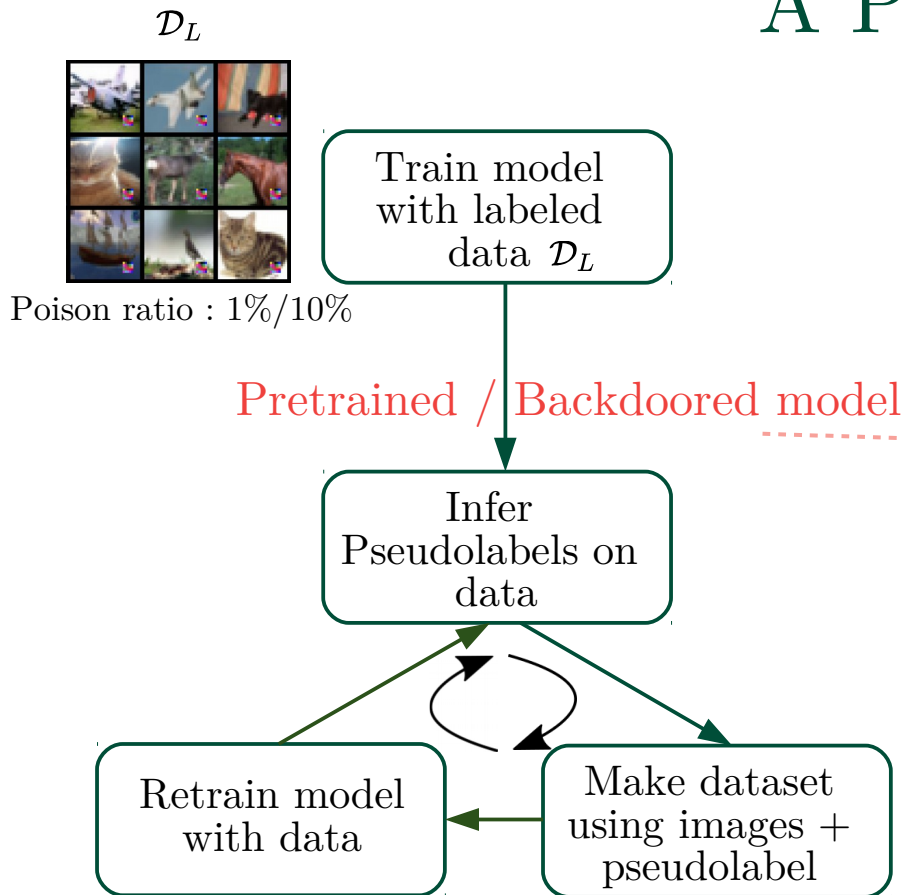 A P
𝒟_L
Train model
with labeled
data 𝒟_L
Poison ratio : 1%/10%
Pretrained / Backdoored model
Infer
Pseudolabels on
data
Retrain model
with data
Make dataset
using images +
pseudolabel